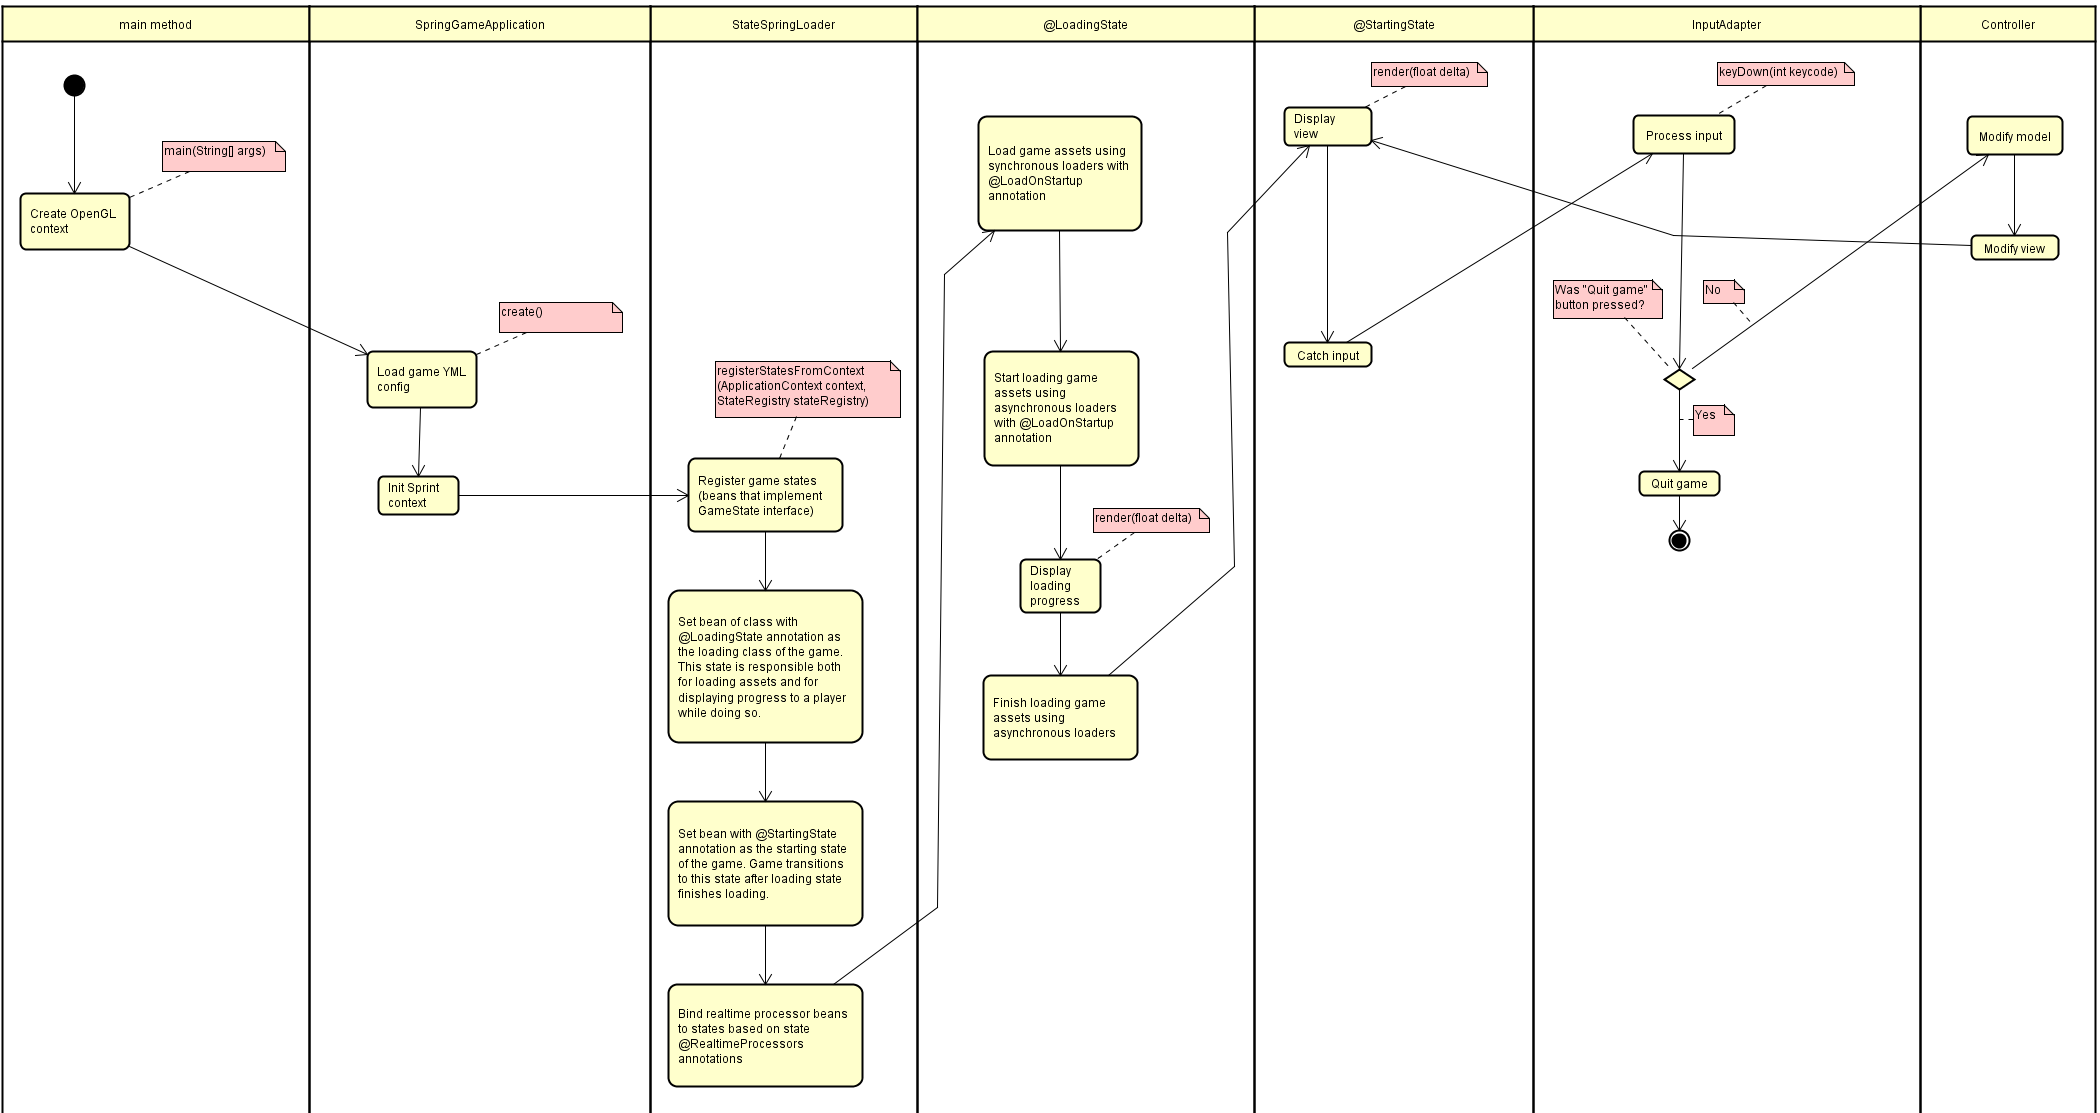 main method
SpringGameApplication
StateSpringLoader
@LoadingState
@StartingState
InputAdapter
Controller
main(String[] args)
Create OpenGL
context
create()
Load game YML
config
Init Sprint
context
registerStatesFromContext
(ApplicationContext context,
StateRegistry stateRegistry)
Register game states
(beans that implement
GameState interface)
Set bean of class with
@LoadingState annotation as
the loading class of the game.
This state is responsible both
for loading assets and for
displaying progress to a player
while doing so.
Set bean with @StartingState
annotation as the starting state
of the game. Game transitions
to this state after loading state
finishes loading.
Bind realtime processor beans
to states based on state
@RealtimeProcessors
annotations
Load game assets using
synchronous loaders with
@LoadOnStartup
annotation
Start loading game
assets using
asynchronous loaders
with @LoadOnStartup
annotation
render(float delta)
Display
loading
progress
Finish loading game
assets using
asynchronous loaders
render(float delta)
Display
view
Catch input
keyDown(int keycode)
Process input
Was "Quit game"
button pressed?
No
Yes
Quit game
Modify model
Modify view